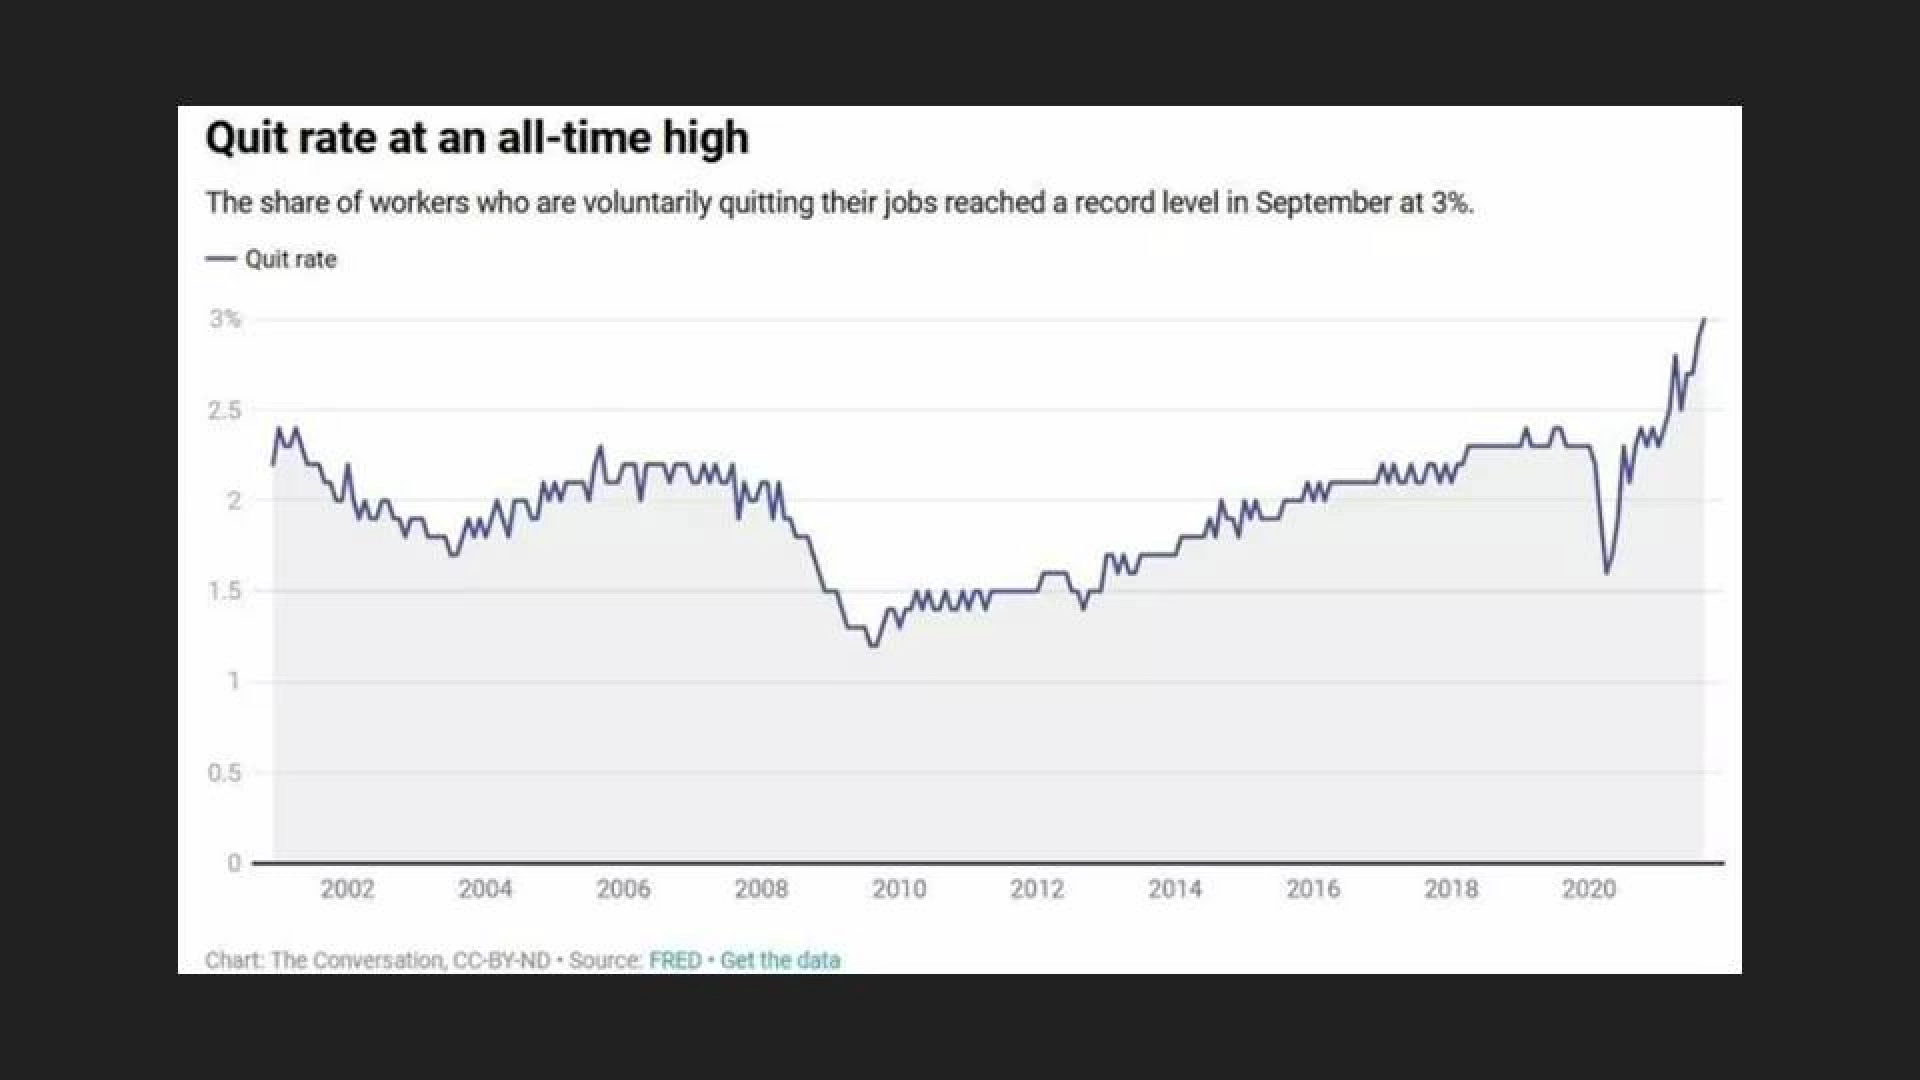 Quit rate at an all-time high
The share of workers who are voluntarily quitting their jobs reached a record level in September at 3%.
Quit rate
3%
2.5
2
1.5
1
0.5
0
2002 2004 2006 2008 2010 2012 2014 2016 2018 2020
Chart: The Conversation, CC-BY-ND • Source: FRED • Get the data